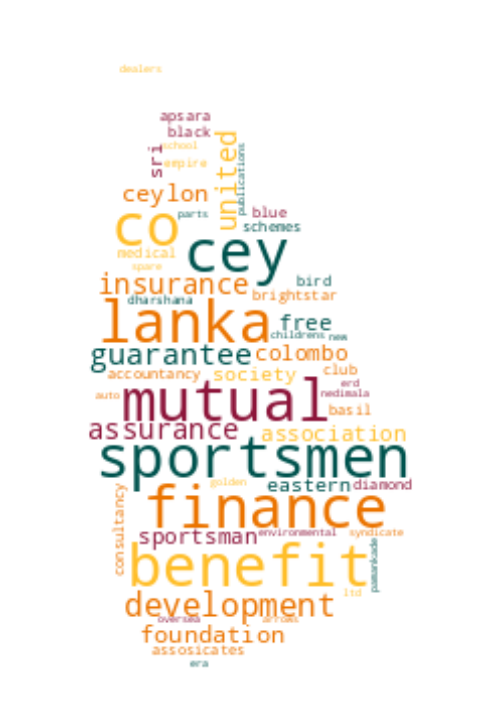 dealers
apsara
black
school
sri
empire
united
publications
ceylon
parts
blue
co
schemes
cey
medical
spare
insurance
bird
dharshana
brightstar
lanka
free
childrens
new
guarantee
colombo
accountancy
society
club
erd
auto
mutual
nedimala
basil
assurance
association
sportsmen
golden
eastern
diamond
consultancy
finance
sportsman
environmental
syndicate
pamankade
benefit
ltd
development
oversea
arrows
foundation
assosicates
era